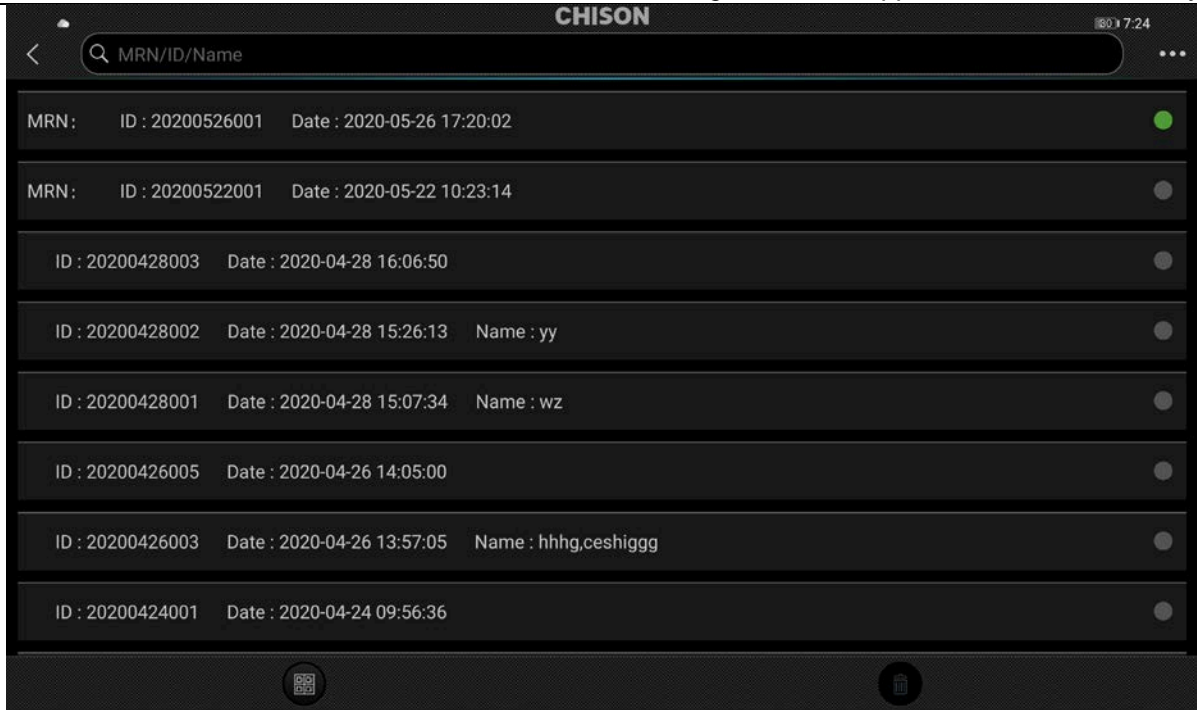 CHISON
80 7:24
MRN/ID/Name
MRN: ID : 20200526001 Date : 2020-05-26 17:20:02
MRN: ID : 20200522001 Date : 2020-05-22 10:23:14
ID : 20200428003 Date : 2020-04-28 16:06:50
ID : 20200428002 Date : 2020-04-28 15:26:13 Name : yy
ID : 20200428001 Date : 2020-04-28 15:07:34 Name : wz
ID : 20200426005 Date : 2020-04-26 14:05:00
ID : 20200426003 Date : 2020-04-26 13:57:05 Name : hhhg,ceshiggg
ID : 20200424001 Date : 2020-04-24 09:56:36